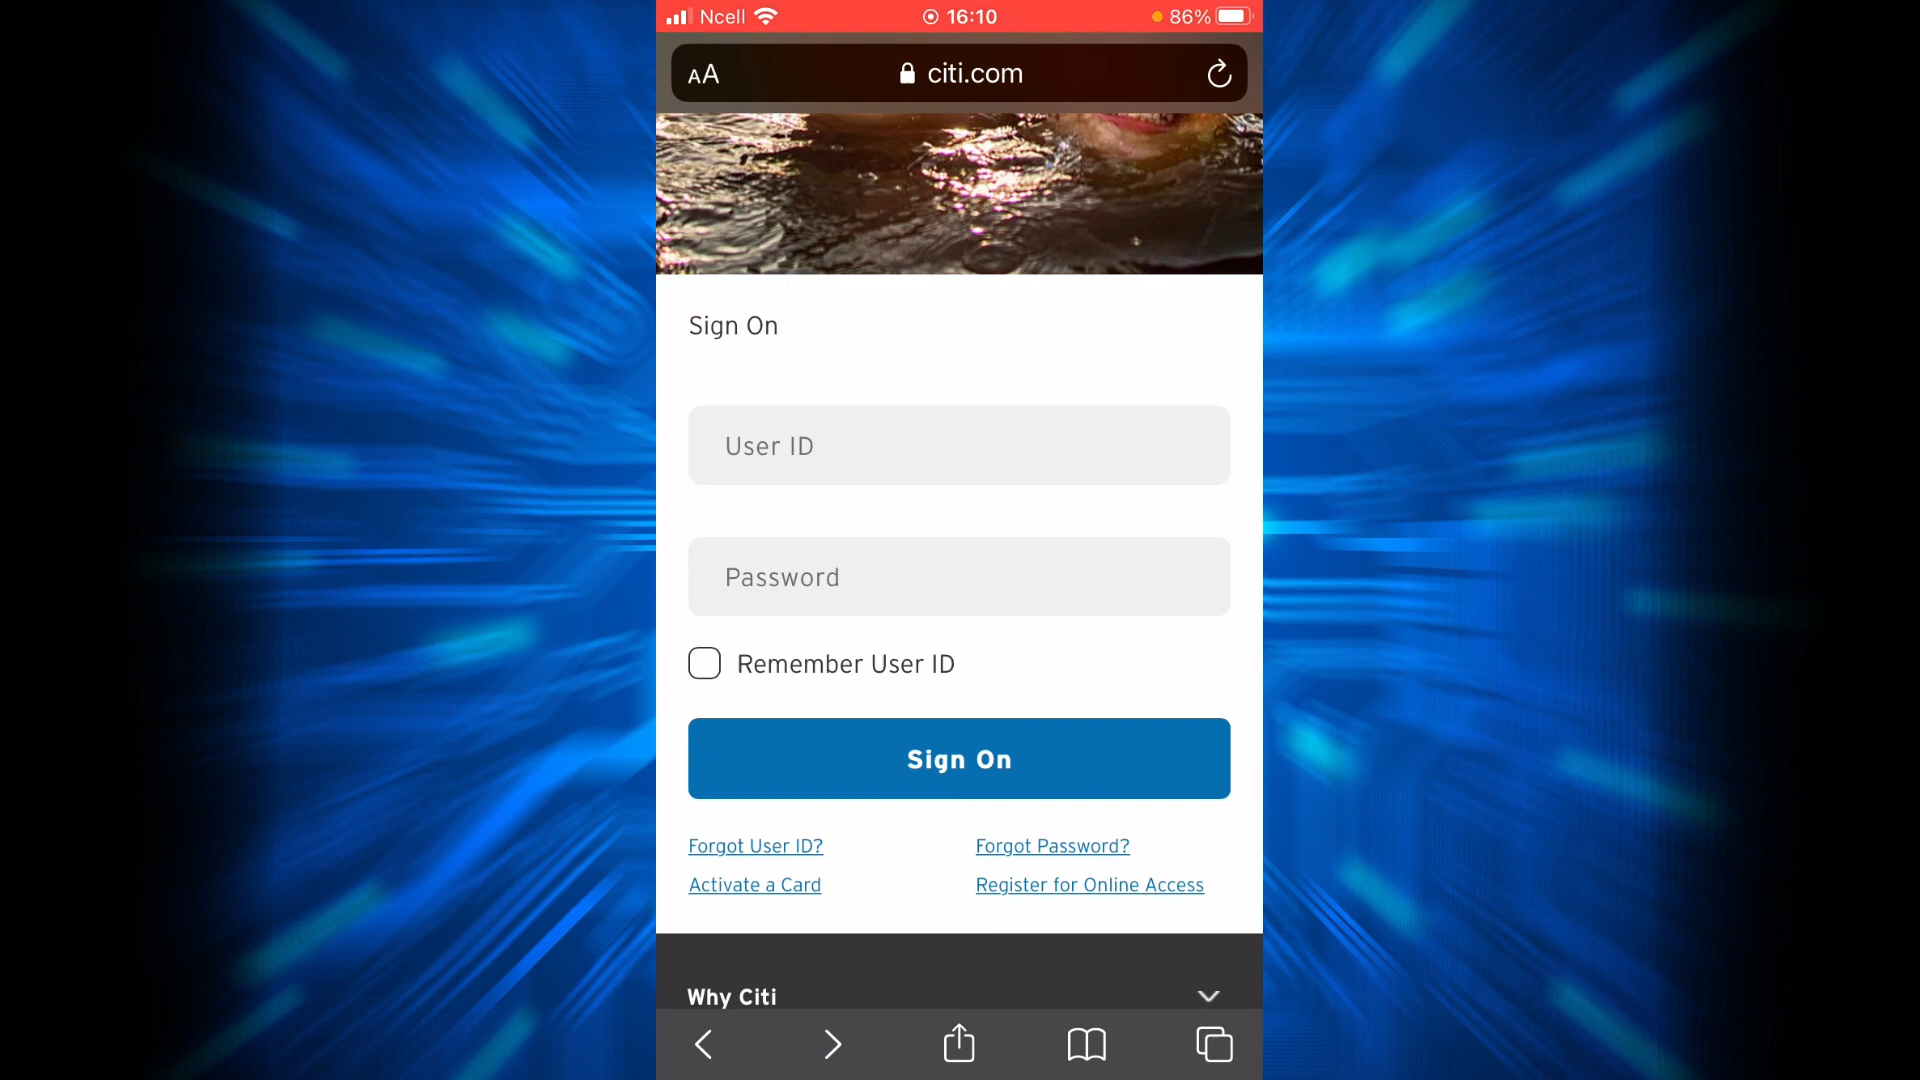 Ncell 16:10 86%
AA citi.com
Sign On
User ID
Password
Remember User ID
Sign On
Forgot User ID? Forgot Password?
Activate a Card Register for Online Access
Why Citi